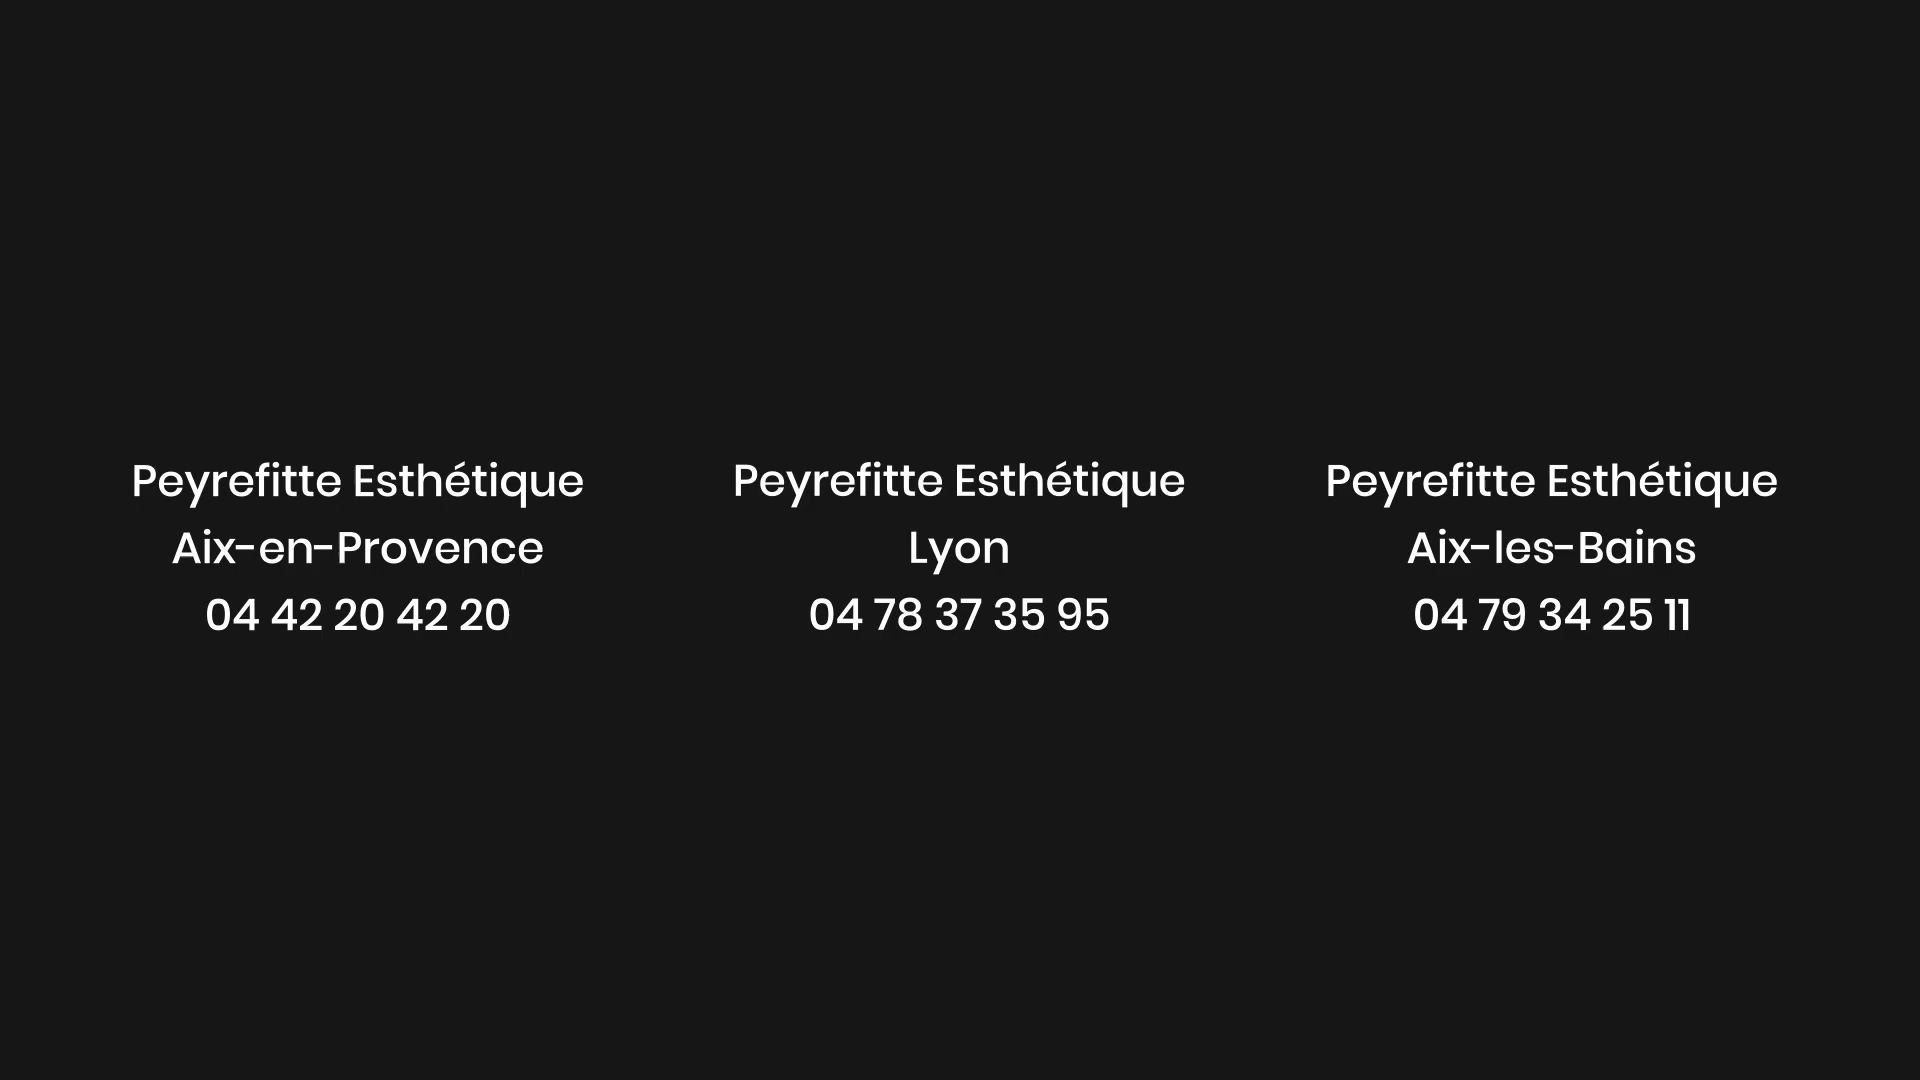 Peyrefitte Esthétique
Aix-en-Provence
04 42 20 42 20
Peyrefitte Esthétique
Lyon
04 78 37 35 95
Peyrefitte Esthétique
Aix-les-Bains
04 79 34 25 11